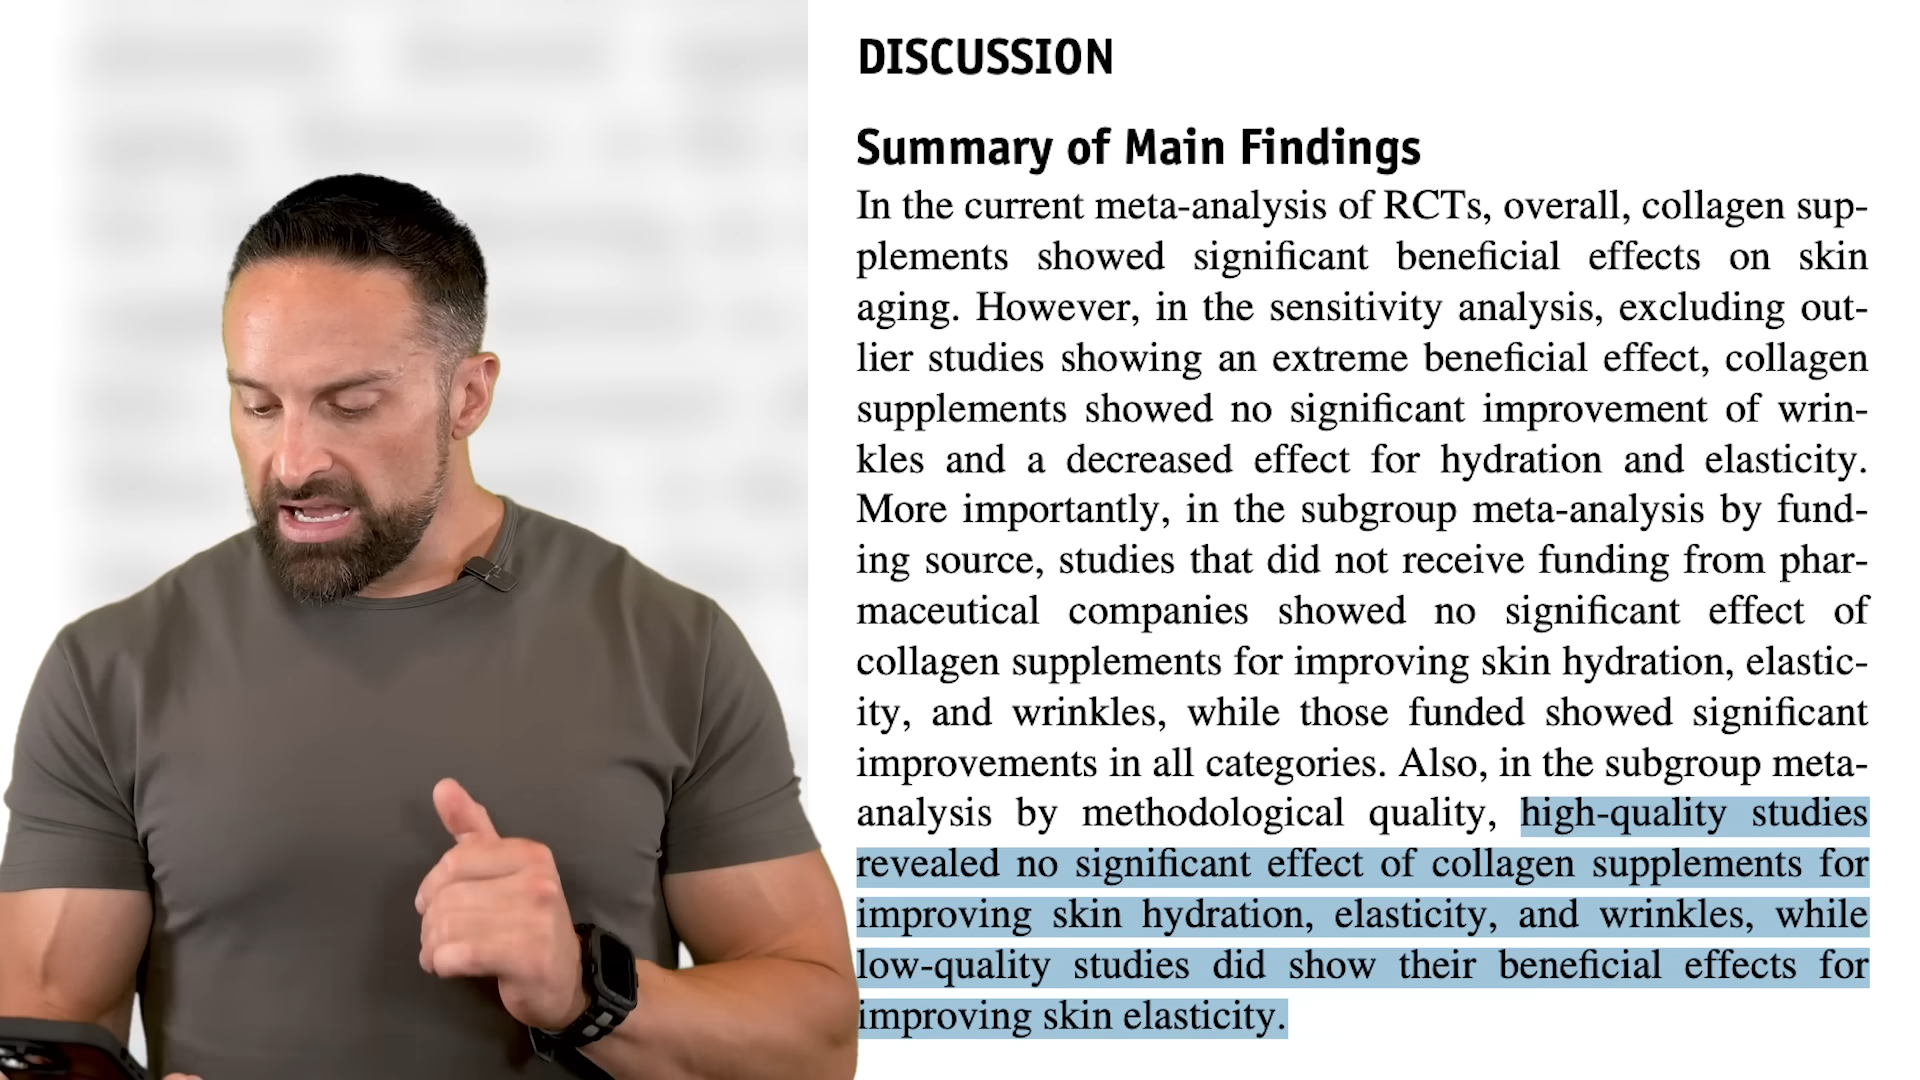 DISCUSSION
Summary of Main Findings
In the current meta-analysis of RCTs, overall, collagen sup-
plements showed significant beneficial effects on skin
aging. However, in the sensitivity analysis, excluding out-
lier studies showing an extreme beneficial effect, collagen
supplements showed no significant improvement of wrin-
kles and a decreased effect for hydration and elasticity.
More importantly, in the subgroup meta-analysis by fund-
ing source, studies that did not receive funding from phar-
maceutical companies showed no significant effect of
collagen supplements for improving skin hydration, elastic-
ity, and wrinkles, while those funded showed significant
improvements in all categories. Also, in the subgroup meta-
analysis by methodological quality, high-quality studies
revealed no significant effect of collagen supplements for
improving skin hydration, elasticity, and wrinkles, while
low-quality studies did show their beneficial effects for
improving skin elasticity.